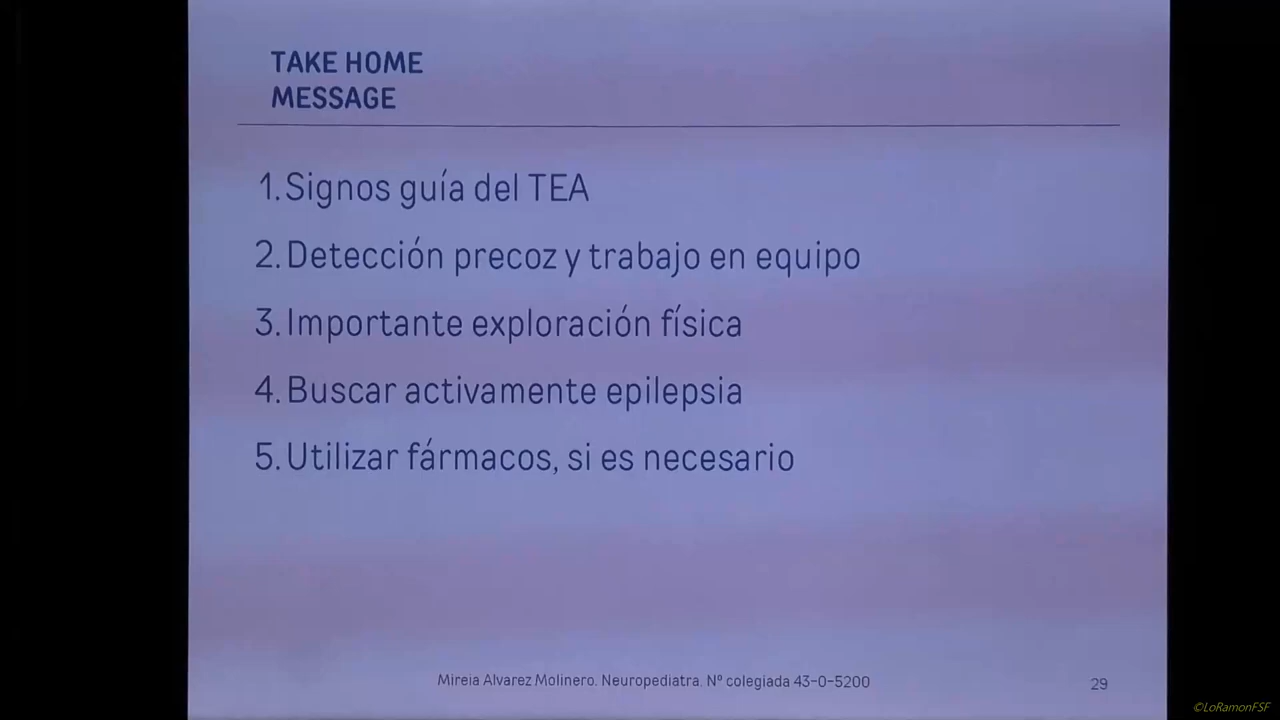 TAKE HOME
MESSAGE
1. Signos guía del TEA
2. Detección precoz y trabajo en equipo
3. Importante exploración física
4. Buscar activamente epilepsia
5. Utilizar fármacos, si es necesario
Mireia Alvarez Molinero. Neuropediatra. Nº colegiada 43-0-5200
29
©LoRamonFSF